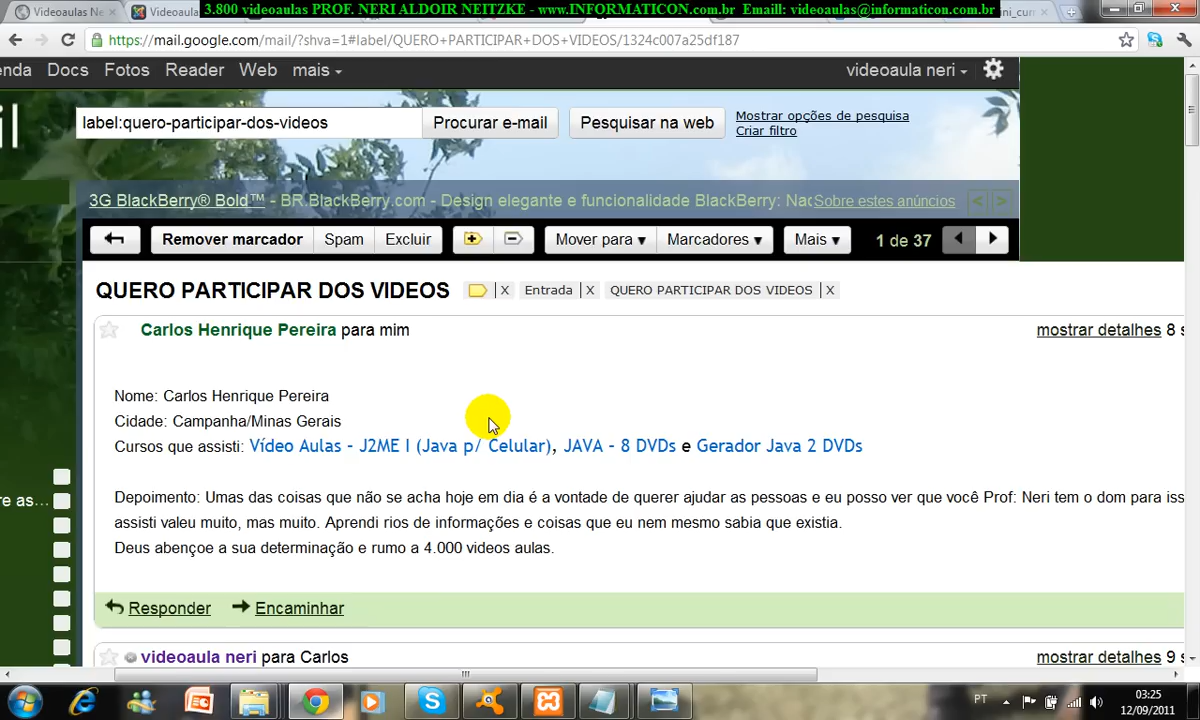 3.800 videoaulas PROF. NERI ALDOIR NEITZKE - www.INFORMATICON.com.br Emaill: videoaulas@informaticon.com.br
Videoaulas Ne
Videoaula
https://mail.google.com/mail/?shva=1#label/QUERO+PARTICIPAR+DOS+VIDEOS/1324c007a25df187
enda Docs Fotos Reader Web mais videoaula neri
il
label:quero-participar-dos-videos Procurar e-mail Pesquisar na web Mostrar opções de pesquisa
Criar filtro
3G BlackBerry® Bold™ - BR.BlackBerry.com - Design elegante e funcionalidade BlackBerry: Nac Sobre estes anúncios < >
Remover marcador Spam Excluir Mover para Marcadores Mais 1 de 37
QUERO PARTICIPAR DOS VIDEOS X Entrada X QUERO PARTICIPAR DOS VIDEOS X
Carlos Henrique Pereira para mim mostrar detalhes 8 s
Nome: Carlos Henrique Pereira
Cidade: Campanha/Minas Gerais
Cursos que assisti: Vídeo Aulas - J2ME I (Java p/ Celular), JAVA - 8 DVDs e Gerador Java 2 DVDs
Depoimento: Umas das coisas que não se acha hoje em dia é a vontade de querer ajudar as pessoas e eu posso ver que você Prof: Neri tem o dom para iss
re as...
assisti valeu muito, mas muito. Aprendi rios de informações e coisas que eu nem mesmo sabia que existia.
Deus abençoe a sua determinação e rumo a 4.000 videos aulas.
Responder Encaminhar
videoaula neri para Carlos mostrar detalhes 9 s
PT 03:25
12/09/2011